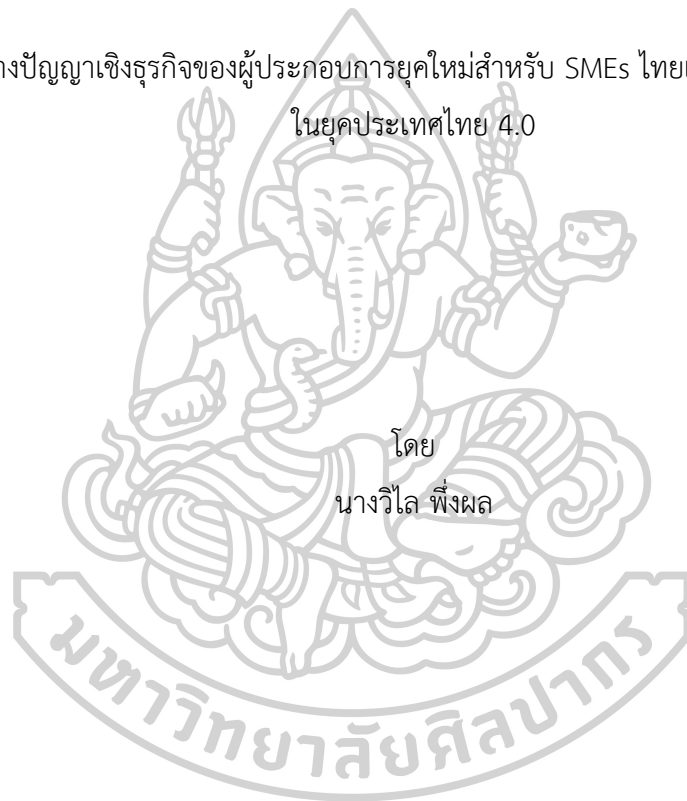 างปัญญาเชิงธุรกิจของผู้ประกอบการยุคใหม่สำหรับ SMEs ไทย
ในยุคประเทศไทย 4.0
โดย
นางวิไล พึ่งผล
มหาวิทยาลัยศิลปากร